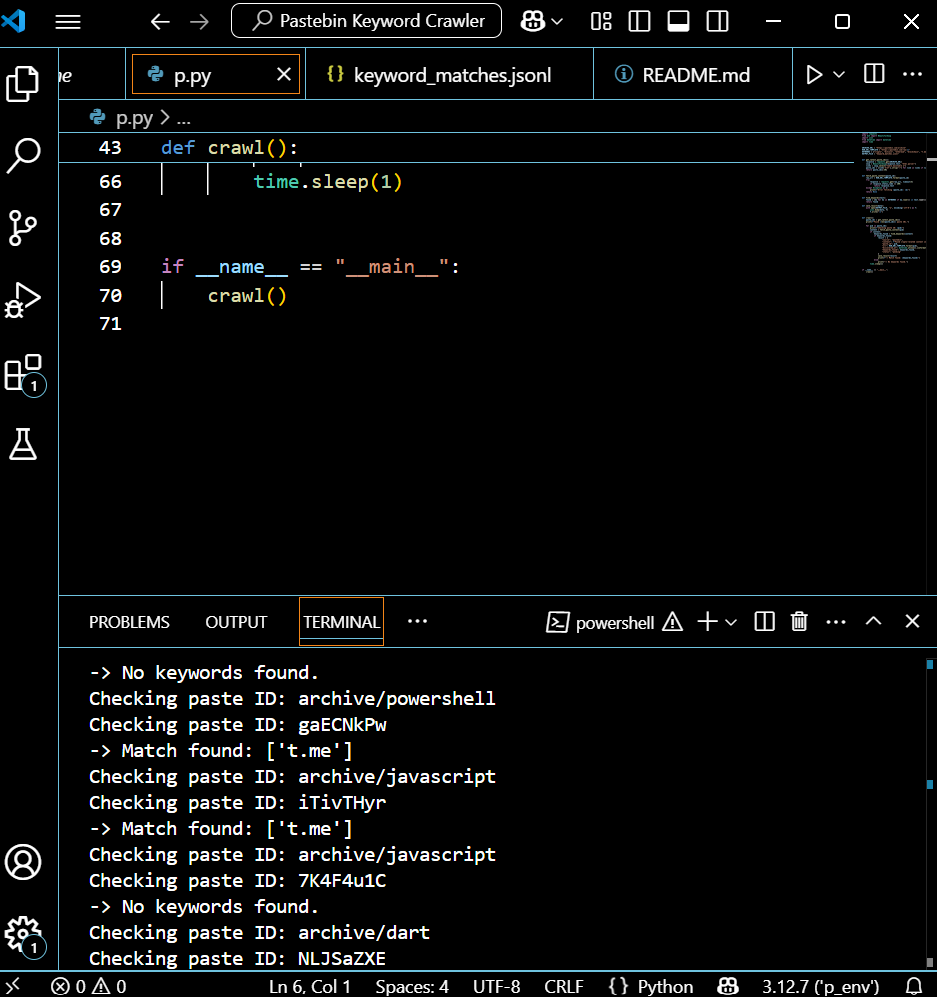 Pastebin Keyword Crawler
me
p.py
{} keyword_matches.jsonl
README.md
p.py > ...
43 def crawl():
66 time.sleep(1)
67
68
69 if __name__ == "__main__":
70 crawl()
71
1
PROBLEMS OUTPUT TERMINAL ... powershell
-> No keywords found.
Checking paste ID: archive/powershell
Checking paste ID: gaECNkPw
-> Match found: ['t.me']
Checking paste ID: archive/javascript
Checking paste ID: iTivTHyr
-> Match found: ['t.me']
Checking paste ID: archive/javascript
Checking paste ID: 7K4F4u1C
-> No keywords found.
Checking paste ID: archive/dart
Checking paste ID: NLJSaZXE
1
0 0 Ln 6, Col 1 Spaces: 4 UTF-8 CRLF {} Python 3.12.7 ('p_env')